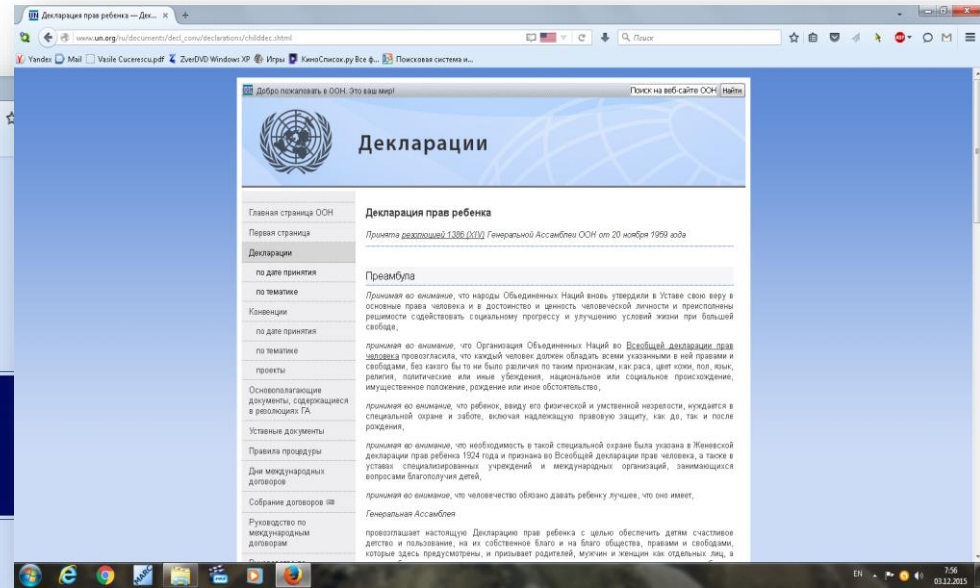 Декларация прав ребенка — Дек...
www.un.org/ru/documents/decl_conv/declarations/childdec.shtml
Поиск
Yandex Mail Vasile Cucerescu.pdf ZverDVD Windows XP Игры КиноСписок.ру Все ф... Поисковая система и...
Добро пожаловать в ООН. Это ваш мир!
Поиск на веб-сайте ООН Найти
Декларации
Главная страница ООН
Первая страница
Декларации
по дате принятия
по тематике
Конвенции
по дате принятия
по тематике
проекты
Основополагающие
документы, содержащиеся
в резолюциях ГА
Уставные документы
Правила процедуры
Дни международных
договоров
Собрание договоров
Руководство по
международным
договорам
Декларация прав ребенка
Принята резолюцией 1386 (XIV) Генеральной Ассамблеи ООН от 20 ноября 1959 года
Преамбула
Принимая во внимание, что народы Объединенных Наций вновь утвердили в Уставе свою веру в
основные права человека и в достоинство и ценность человеческой личности и преисполнены
решимости содействовать социальному прогрессу и улучшению условий жизни при большей
свободе,
принимая во внимание, что Организация Объединенных Наций во Всеобщей декларации прав
человека провозгласила, что каждый человек должен обладать всеми указанными в ней правами и
свободами, без какого бы то ни было различия по таким признакам, как раса, цвет кожи, пол, язык,
религия, политические или иные убеждения, национальное или социальное происхождение,
имущественное положение, рождение или иное обстоятельство,
принимая во внимание, что ребенок, ввиду его физической и умственной незрелости, нуждается в
специальной охране и заботе, включая надлежащую правовую защиту, как до, так и после
рождения,
принимая во внимание, что необходимость в такой специальной охране была указана в Женевской
декларации прав ребенка 1924 года и признана во Всеобщей декларации прав человека, а также в
уставах специализированных учреждений и международных организаций, занимающихся
вопросами благополучия детей,
принимая во внимание, что человечество обязано давать ребенку лучшее, что оно имеет,
Генеральная Ассамблея
провозглашает настоящую Декларацию прав ребенка с целью обеспечить детям счастливое
детство и пользование, на их собственное благо и на благо общества, правами и свободами,
которые здесь предусмотрены, и призывает родителей, мужчин и женщин как отдельных лиц, а
MARC
EN
7:56
03.12.2015